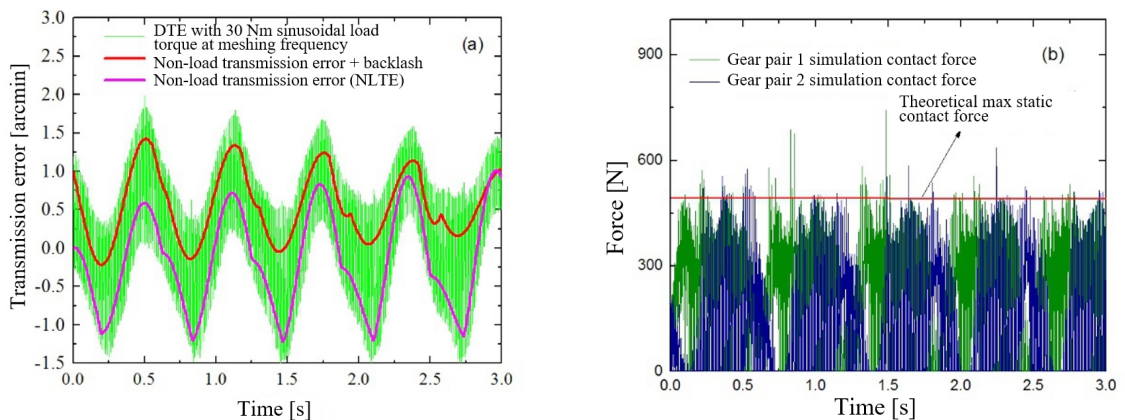 3.0
2.5
2.0
1.5
1.0
0.5
0.0
-0.5
-1.0
-1.5
Transmission error [arcmin]
DTE with 30 Nm sinusoidal load
torque at meshing frequency
Non-load transmission error + backlash
Non-load transmission error (NLTE)
(a)
0.0 0.5 1.0 1.5 2.0 2.5 3.0
Time [s]
900
600
300
0
Force [N]
(b)
Gear pair 1 simulation contact force
Gear pair 2 simulation contact force
Theoretical max static
contact force
0.0 0.5 1.0 1.5 2.0 2.5 3.0
Time [s]